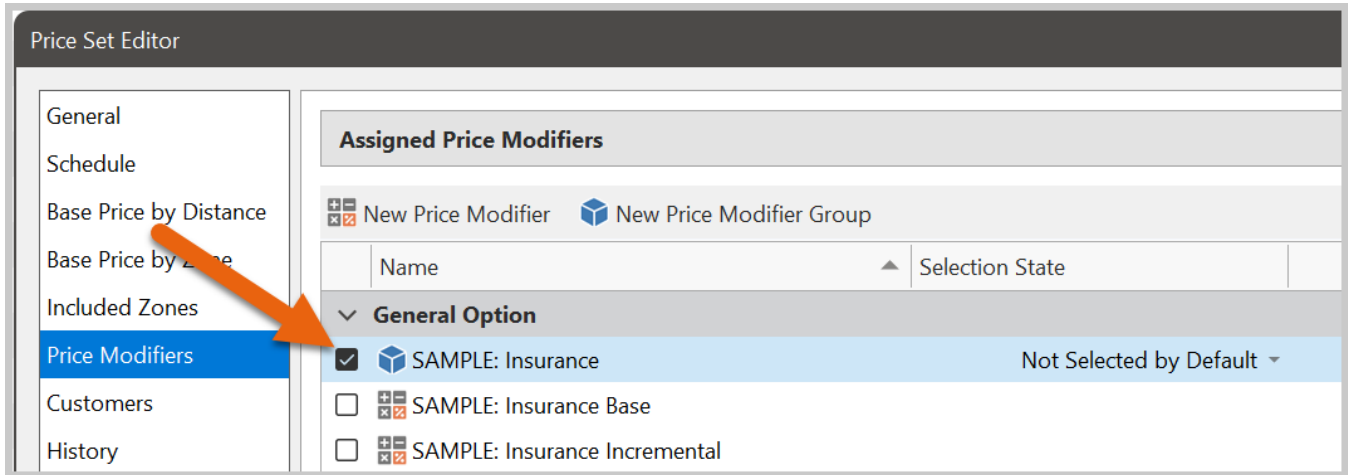 Price Set Editor
General
Schedule
Base Price by Distance
Base Price by Zone
Included Zones
Price Modifiers
Customers
History
Assigned Price Modifiers
New Price Modifier New Price Modifier Group
Name Selection State
General Option
SAMPLE: Insurance Not Selected by Default
SAMPLE: Insurance Base
SAMPLE: Insurance Incremental